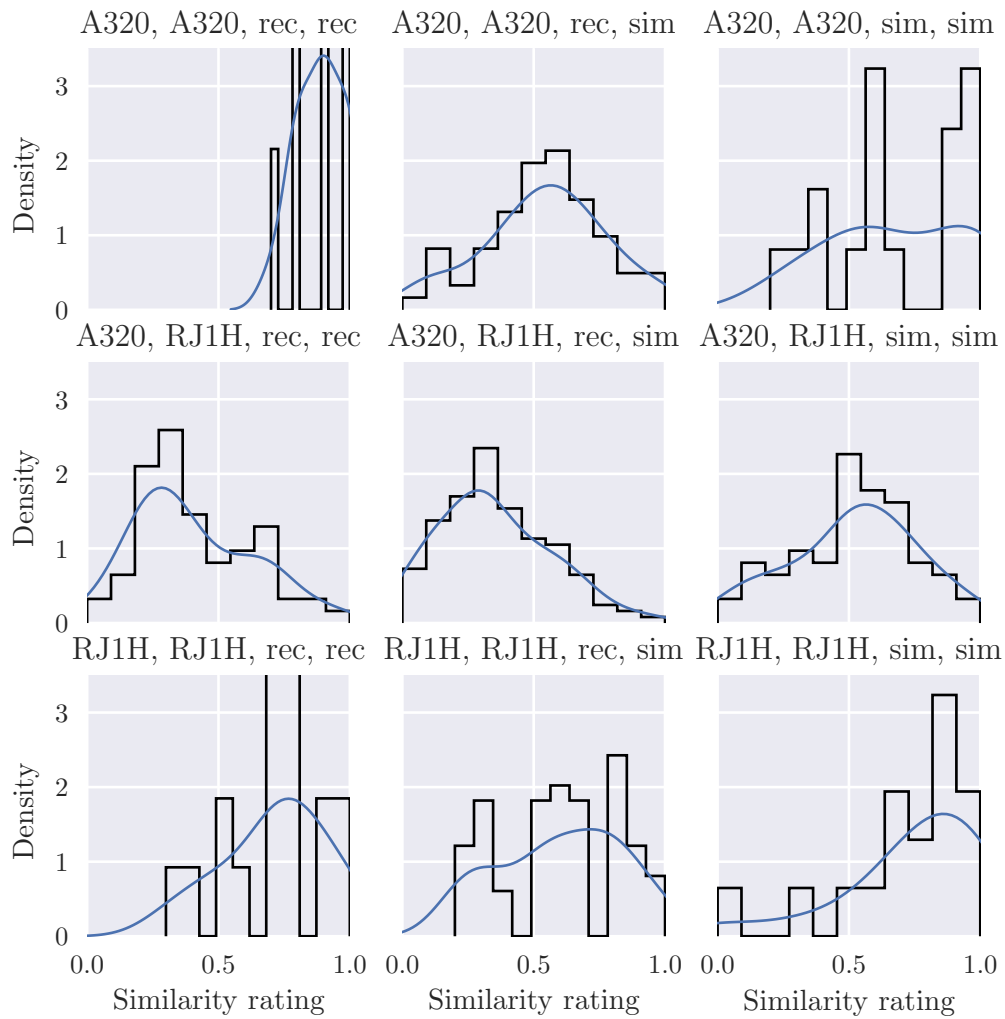 A320, A320, rec, rec
A320, A320, rec, sim
A320, A320, sim, sim
3
2
1
0
Density
A320, RJ1H, rec, rec
A320, RJ1H, rec, sim
A320, RJ1H, sim, sim
3
2
1
0
Density
RJ1H, RJ1H, rec, rec
RJ1H, RJ1H, rec, sim
RJ1H, RJ1H, sim, sim
3
2
1
0
Density
0.0 0.5 1.0
0.0 0.5 1.0
0.0 0.5 1.0
Similarity rating
Similarity rating
Similarity rating